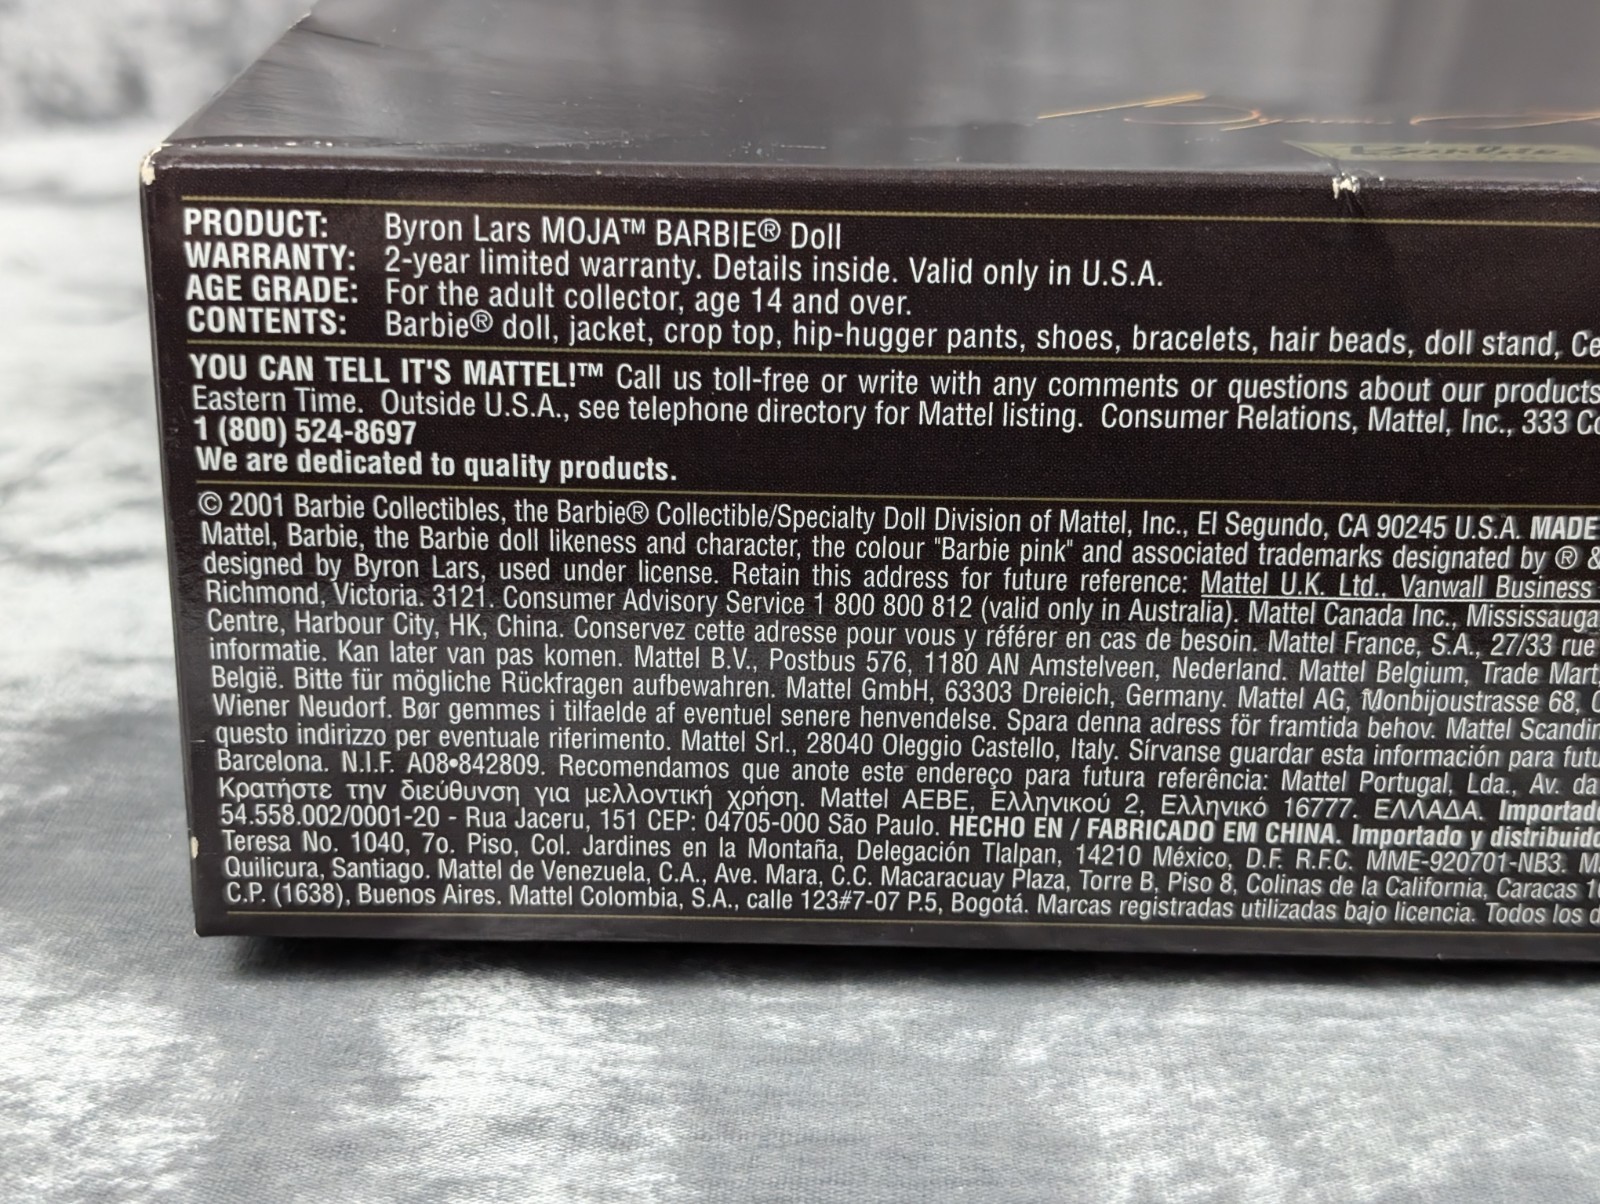 PRODUCT: Byron Lars MOJA™ BARBIE® Doll
WARRANTY: 2-year limited warranty. Details inside. Valid only in U.S.A.
AGE GRADE: For the adult collector, age 14 and over.
CONTENTS: Barbie® doll, jacket, crop top, hip-hugger pants, shoes, bracelets, hair beads, doll stand, Ce
YOU CAN TELL IT'S MATTEL!™ Call us toll-free or write with any comments or questions about our products
Eastern Time. Outside U.S.A., see telephone directory for Mattel listing. Consumer Relations, Mattel, Inc., 333 Co
1 (800) 524-8697
We are dedicated to quality products.
© 2001 Barbie Collectibles, the Barbie® Collectible/Specialty Doll Division of Mattel, Inc., El Segundo, CA 90245 U.S.A. MADE
Mattel, Barbie, the Barbie doll likeness and character, the colour "Barbie pink" and associated trademarks designated by ® &
designed by Byron Lars, used under license. Retain this address for future reference: Mattel U.K. Ltd., Vanwall Business
Richmond, Victoria. 3121. Consumer Advisory Service 1 800 800 812 (valid only in Australia). Mattel Canada Inc., Mississauga
Centre, Harbour City, HK, China. Conservez cette adresse pour vous y référer en cas de besoin. Mattel France, S.A., 27/33 rue
informatie. Kan later van pas komen. Mattel B.V., Postbus 576, 1180 AN Amstelveen, Nederland. Mattel Belgium, Trade Mart,
België. Bitte für mögliche Rückfragen aufbewahren. Mattel GmbH, 63303 Dreieich, Germany. Mattel AG, Monbijoustrasse 68, C
Wiener Neudorf. Bør gemmes i tilfaelde af eventuel senere henvendelse. Spara denna adress för framtida behov. Mattel Scandin
questo indirizzo per eventuale riferimento. Mattel Srl., 28040 Oleggio Castello, Italy. Sírvanse guardar esta información para futu
Barcelona. N.I.F. A08•842809. Recomendamos que anote este endereço para futura referência: Mattel Portugal, Lda., Av. da
Κρατήστε την διεύθυνση για μελλοντική χρήση. Mattel AEBE, Ελληνικού 2, Ελληνικό 16777. ΕΛΛΑΔΑ. Importado
54.558.002/0001-20 - Rua Jaceru, 151 CEP: 04705-000 São Paulo. HECHO EN / FABRICADO EM CHINA. Importado y distribuido
Teresa No. 1040, 7o. Piso, Col. Jardines en la Montaña, Delegación Tlalpan, 14210 México, D.F. R.F.C. MME-920701-NB3. M
Quilicura, Santiago. Mattel de Venezuela, C.A., Ave. Mara, C.C. Macaracuay Plaza, Torre B, Piso 8, Colinas de la California, Caracas 10
C.P. (1638), Buenos Aires. Mattel Colombia, S.A., calle 123#7-07 P.5, Bogotá. Marcas registradas utilizadas bajo licencia. Todos los d